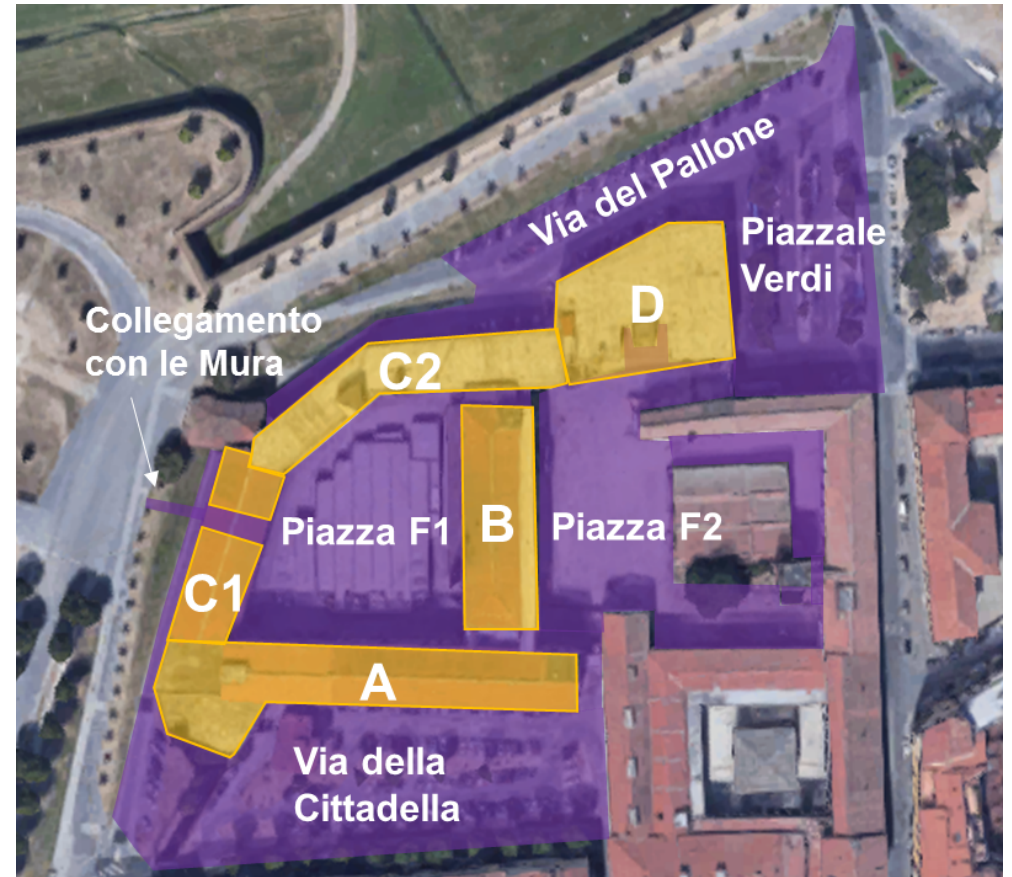 Via del Pallone
Piazzale
Verdi
D
Collegamento
con le Mura
C2
Piazza F1
B
Piazza F2
C1
A
Via della
Cittadella